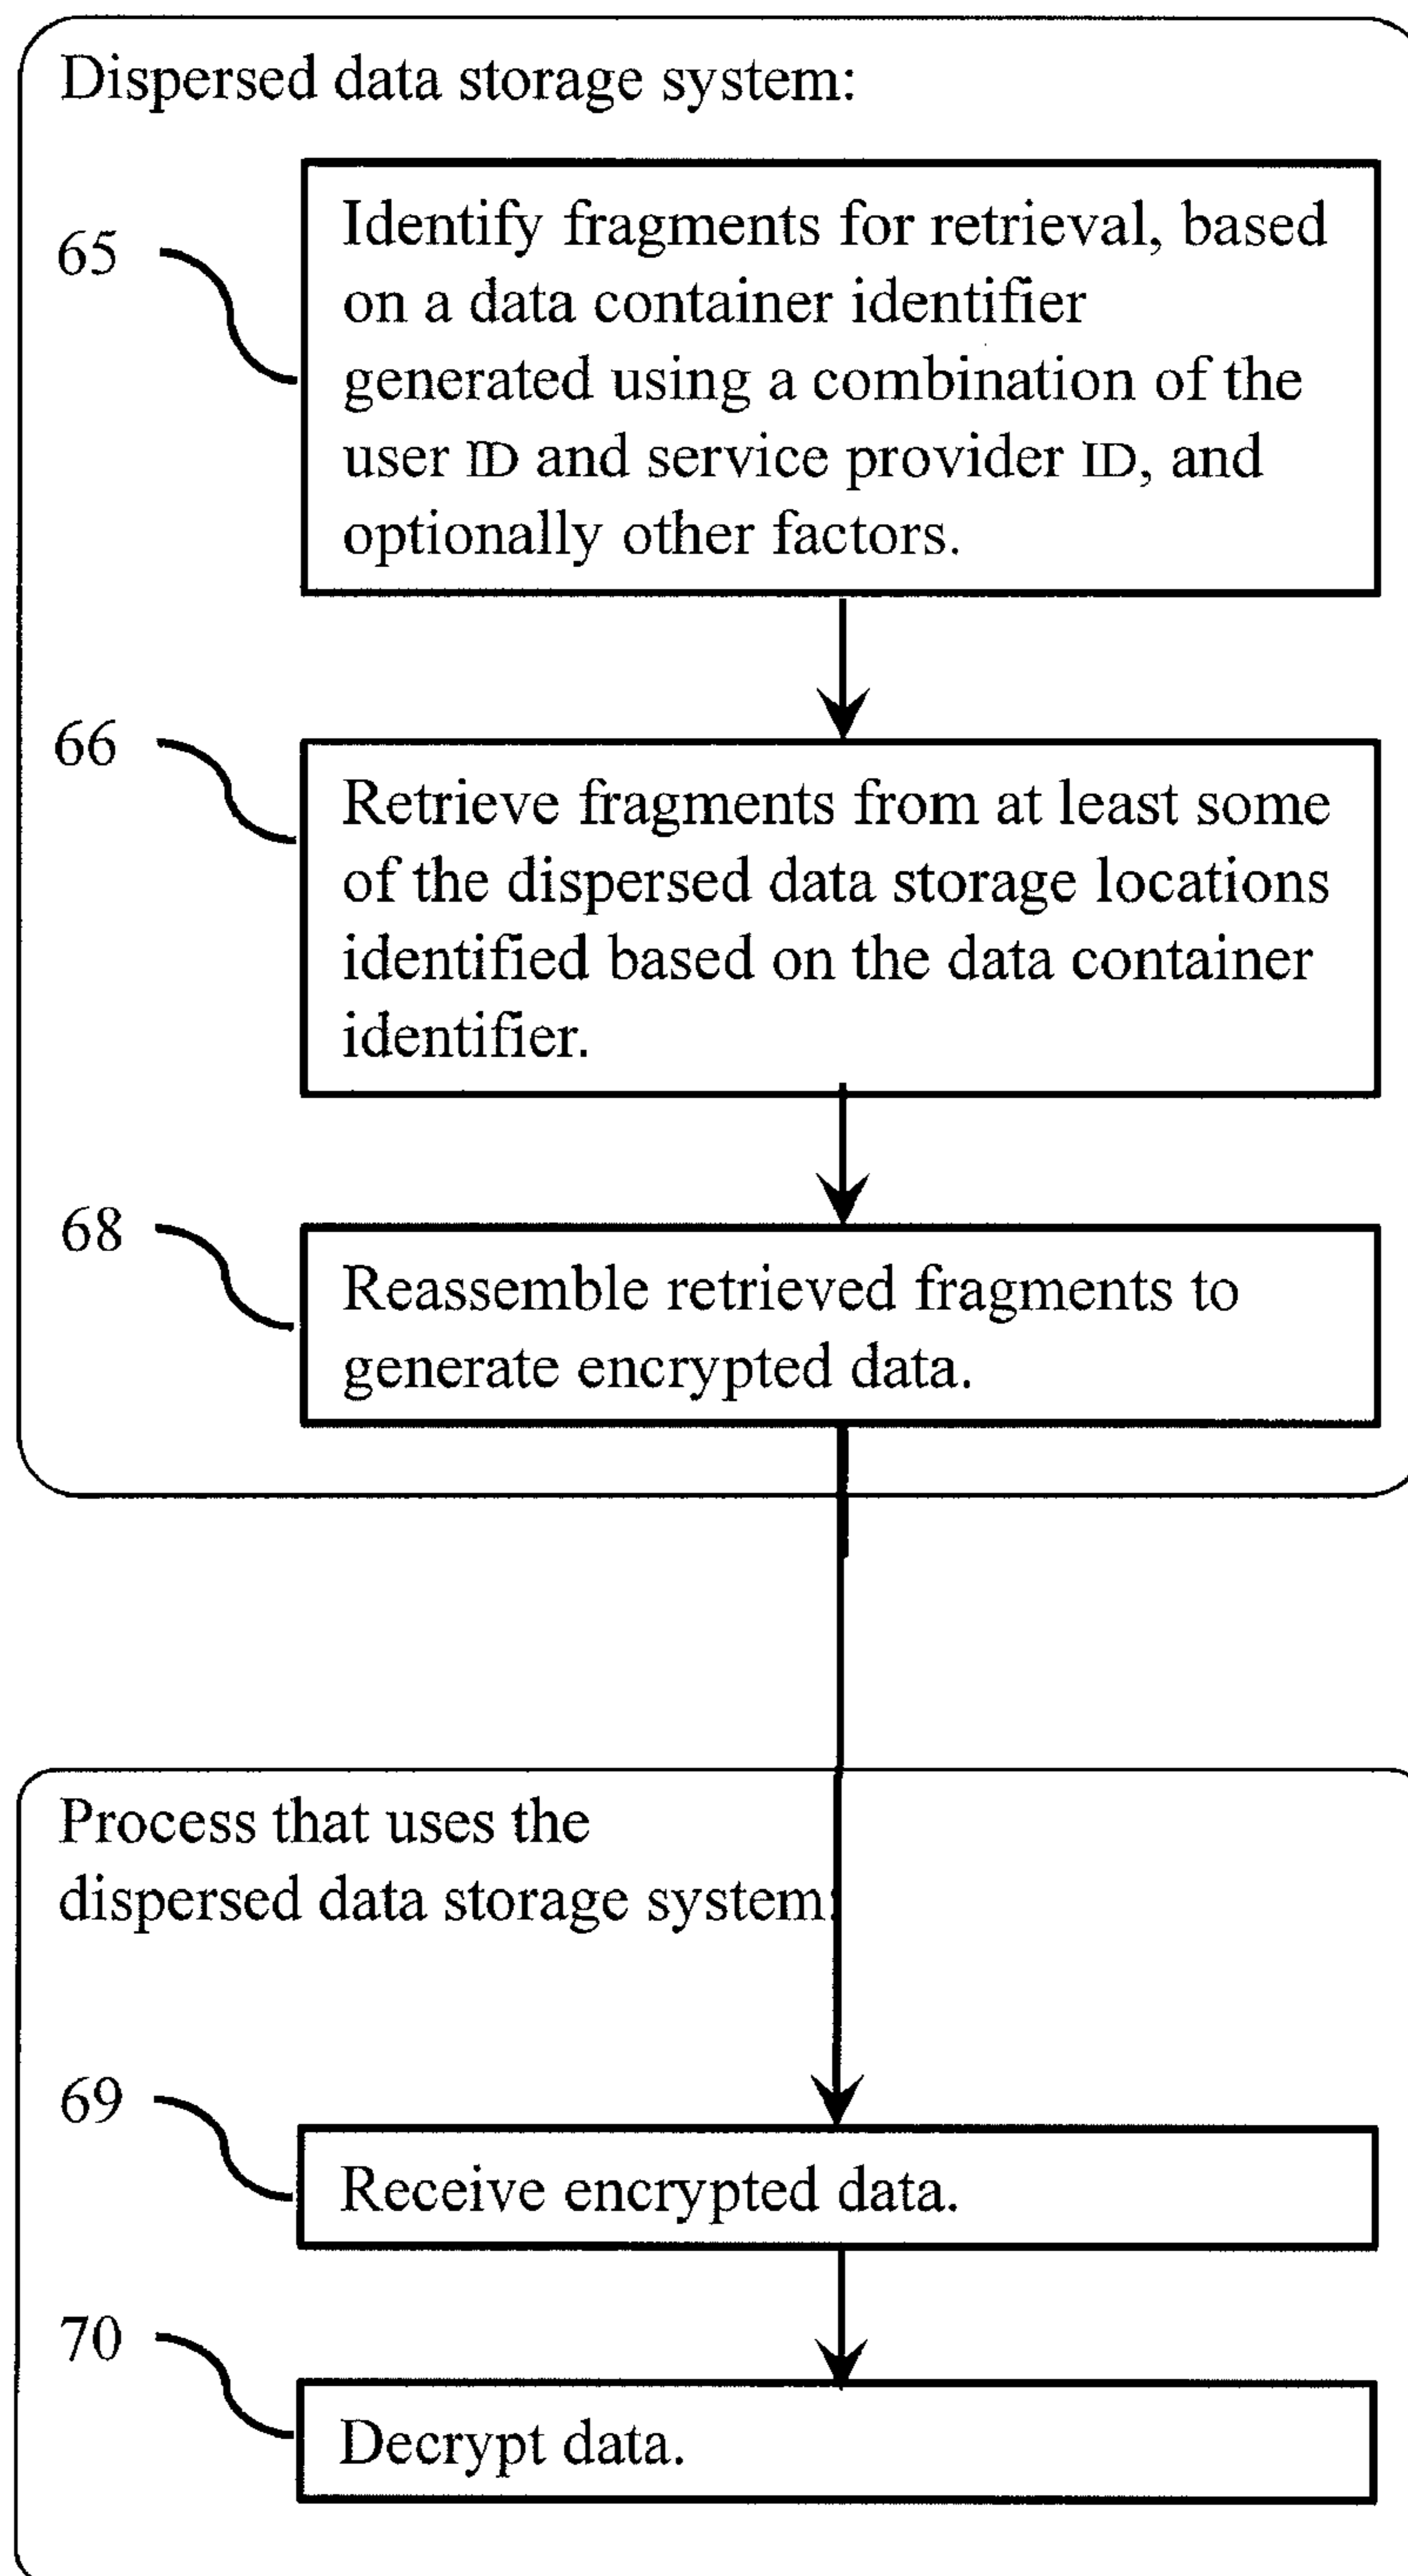 Dispersed data storage system:
65
Identify fragments for retrieval, based
on a data container identifier
generated using a combination of the
user ID and service provider ID, and
optionally other factors.
66
Retrieve fragments from at least some
of the dispersed data storage locations
identified based on the data container
identifier.
68
Reassemble retrieved fragments to
generate encrypted data.
Process that uses the
dispersed data storage system:
69
Receive encrypted data.
70
Decrypt data.